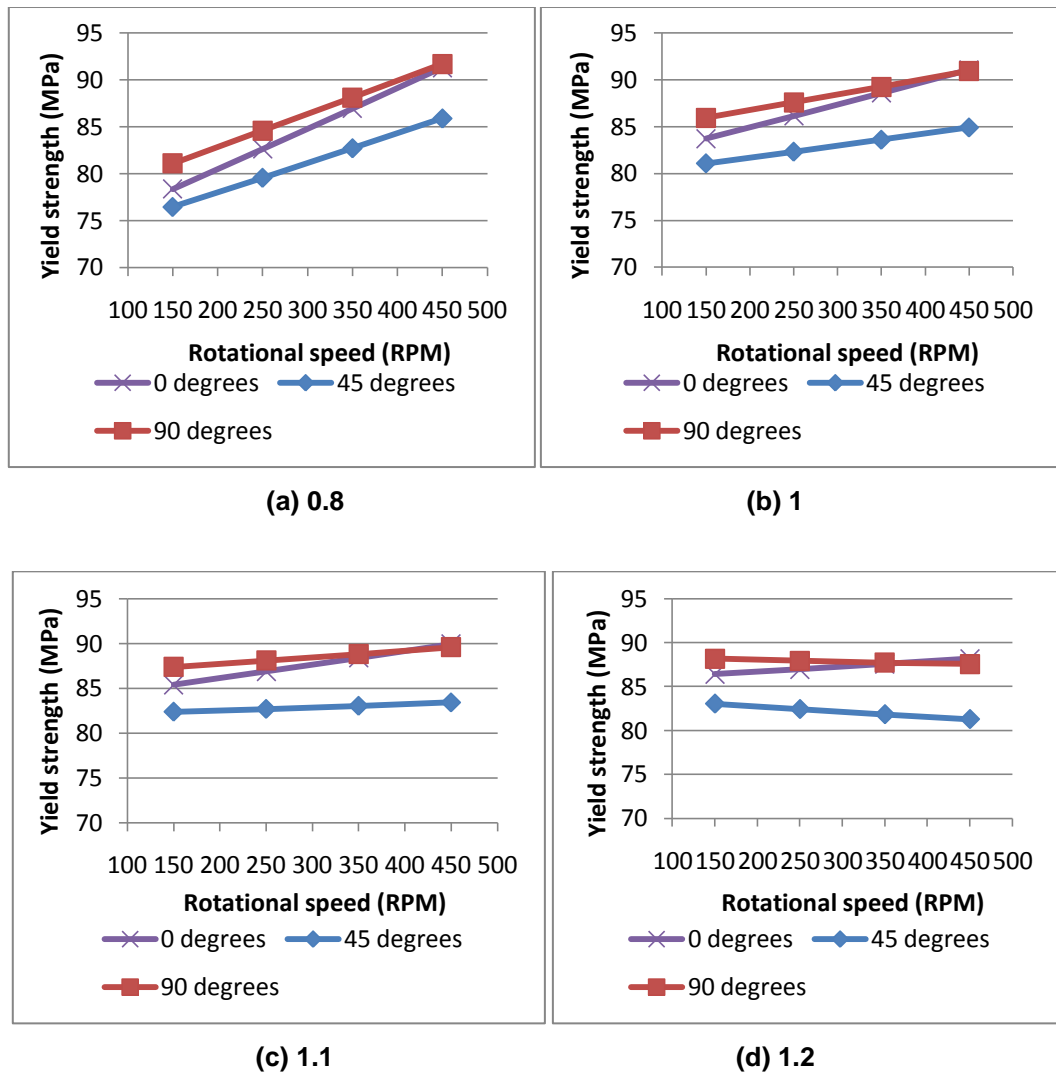 95
90
85
80
75
70
Yield strength (MPa)
100 150 200 250 300 350 400 450 500
Rotational speed (RPM)
0 degrees 45 degrees
90 degrees
(a) 0.8
95
90
85
80
75
70
Yield strength (MPa)
100 150 200 250 300 350 400 450 500
Rotational speed (RPM)
0 degrees 45 degrees
90 degrees
(b) 1
95
90
85
80
75
70
Yield strength (MPa)
100 150 200 250 300 350 400 450 500
Rotational speed (RPM)
0 degrees 45 degrees
90 degrees
(c) 1.1
95
90
85
80
75
70
Yield strength (MPa)
100 150 200 250 300 350 400 450 500
Rotational speed (RPM)
0 degrees 45 degrees
90 degrees
(d) 1.2